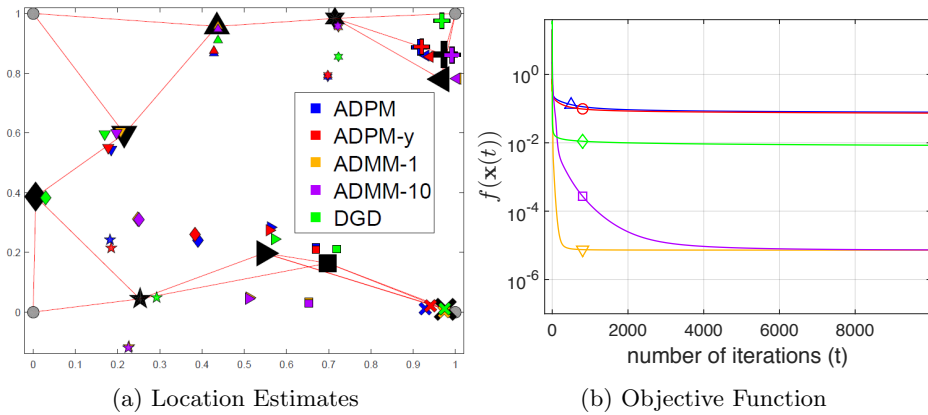 1
0.8
0.6
0.4
0.2
0
0 0.1 0.2 0.3 0.4 0.5 0.6 0.7 0.8 0.9 1
ADPM
ADPM-y
ADMM-1
ADMM-10
DGD
(a) Location Estimates
f(x(t))
10^0
10^-2
10^-4
10^-6
0 2000 4000 6000 8000
number of iterations (t)
(b) Objective Function